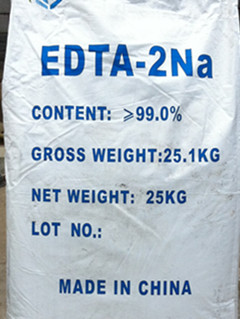 EDTA-2Na
CONTENT: ≥99.0%
GROSS WEIGHT:25.1KG
NET WEIGHT: 25KG
LOT NO.:
MADE IN CHINA